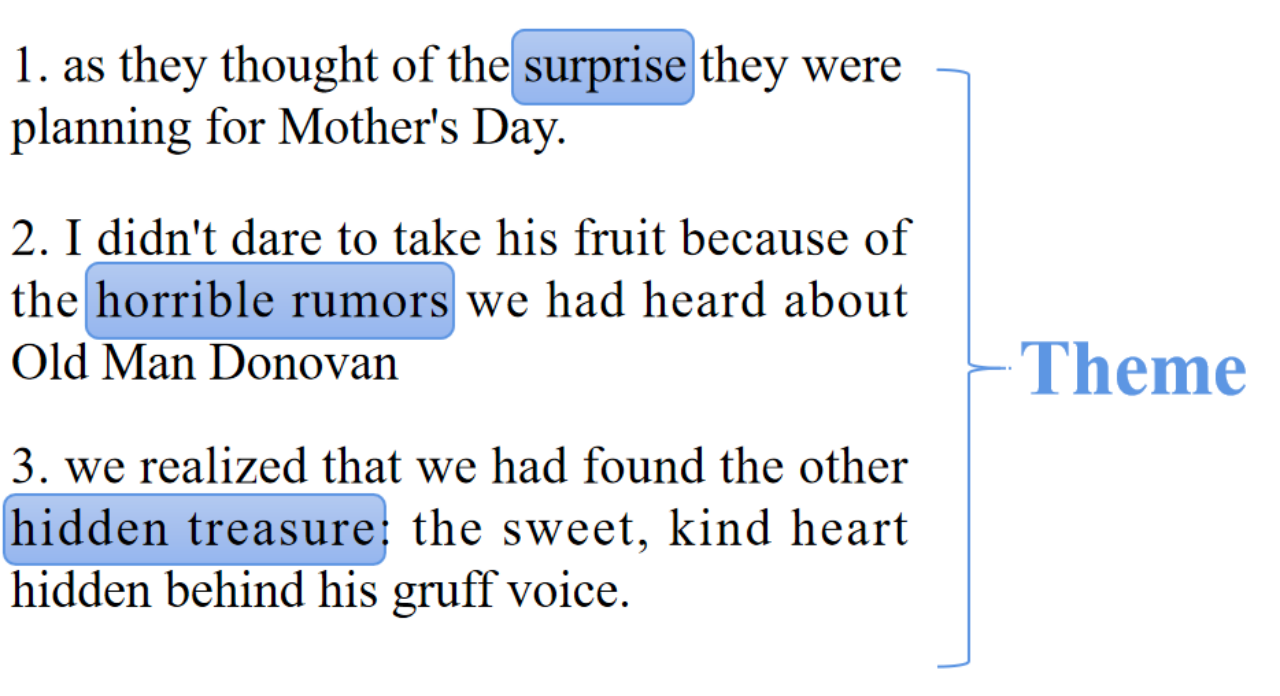 1. as they thought of the surprise they were
planning for Mother's Day.
2. I didn't dare to take his fruit because of
the horrible rumors we had heard about
Old Man Donovan
3. we realized that we had found the other
hidden treasure: the sweet, kind heart
hidden behind his gruff voice.
Theme